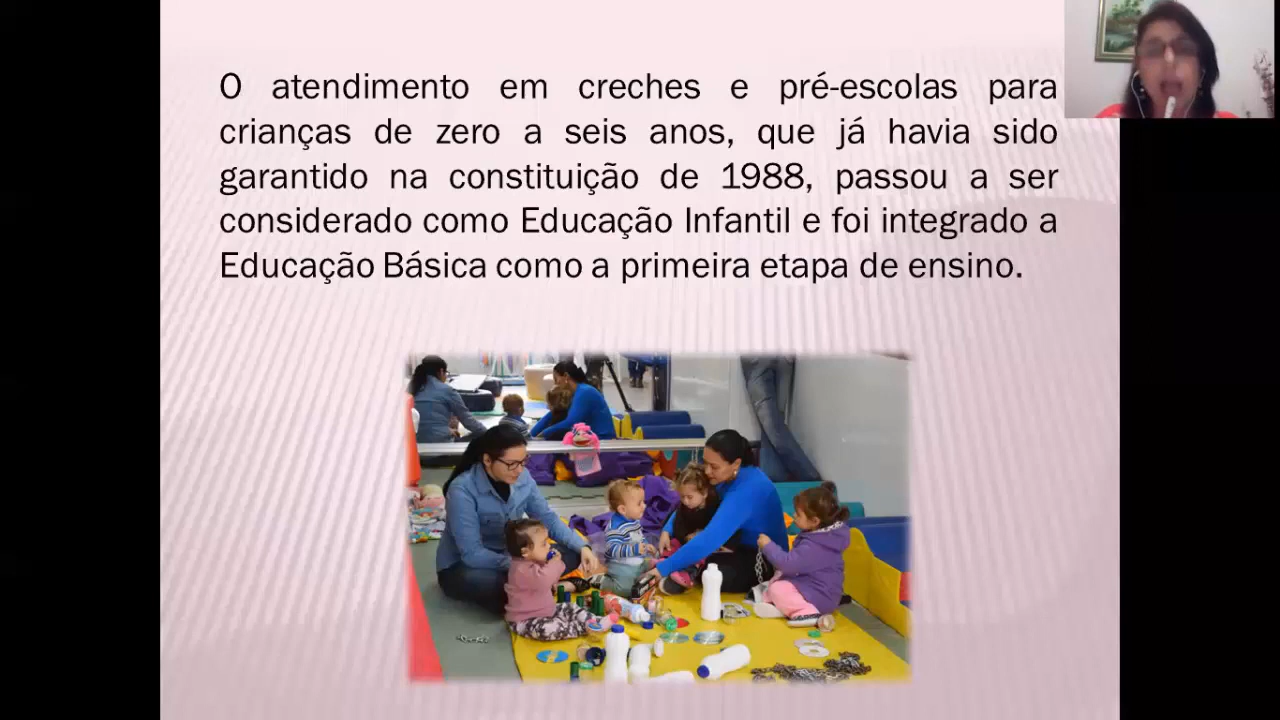 O atendimento em creches e pré-escolas para
crianças de zero a seis anos, que já havia sido
garantido na constituição de 1988, passou a ser
considerado como Educação Infantil e foi integrado a
Educação Básica como a primeira etapa de ensino.